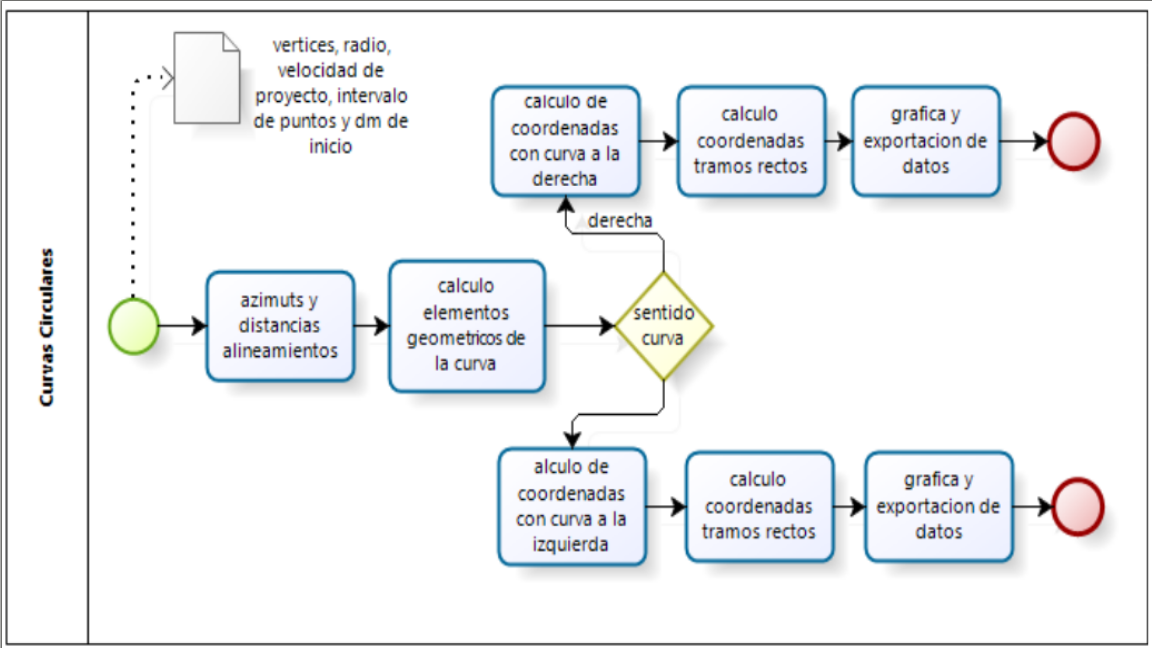 Curvas Circulares
vertices, radio,
velocidad de
proyecto, intervalo
de puntos y dm de
inicio
azimuts y
distancias
alineamientos
calculo
elementos
geometricos de
la curva
sentido
curva
derecha
calculo de
coordenadas
con curva a la
derecha
calculo
coordenadas
tramos rectos
grafica y
exportacion de
datos
alculo de
coordenadas
con curva a la
izquierda
calculo
coordenadas
tramos rectos
grafica y
exportacion de
datos